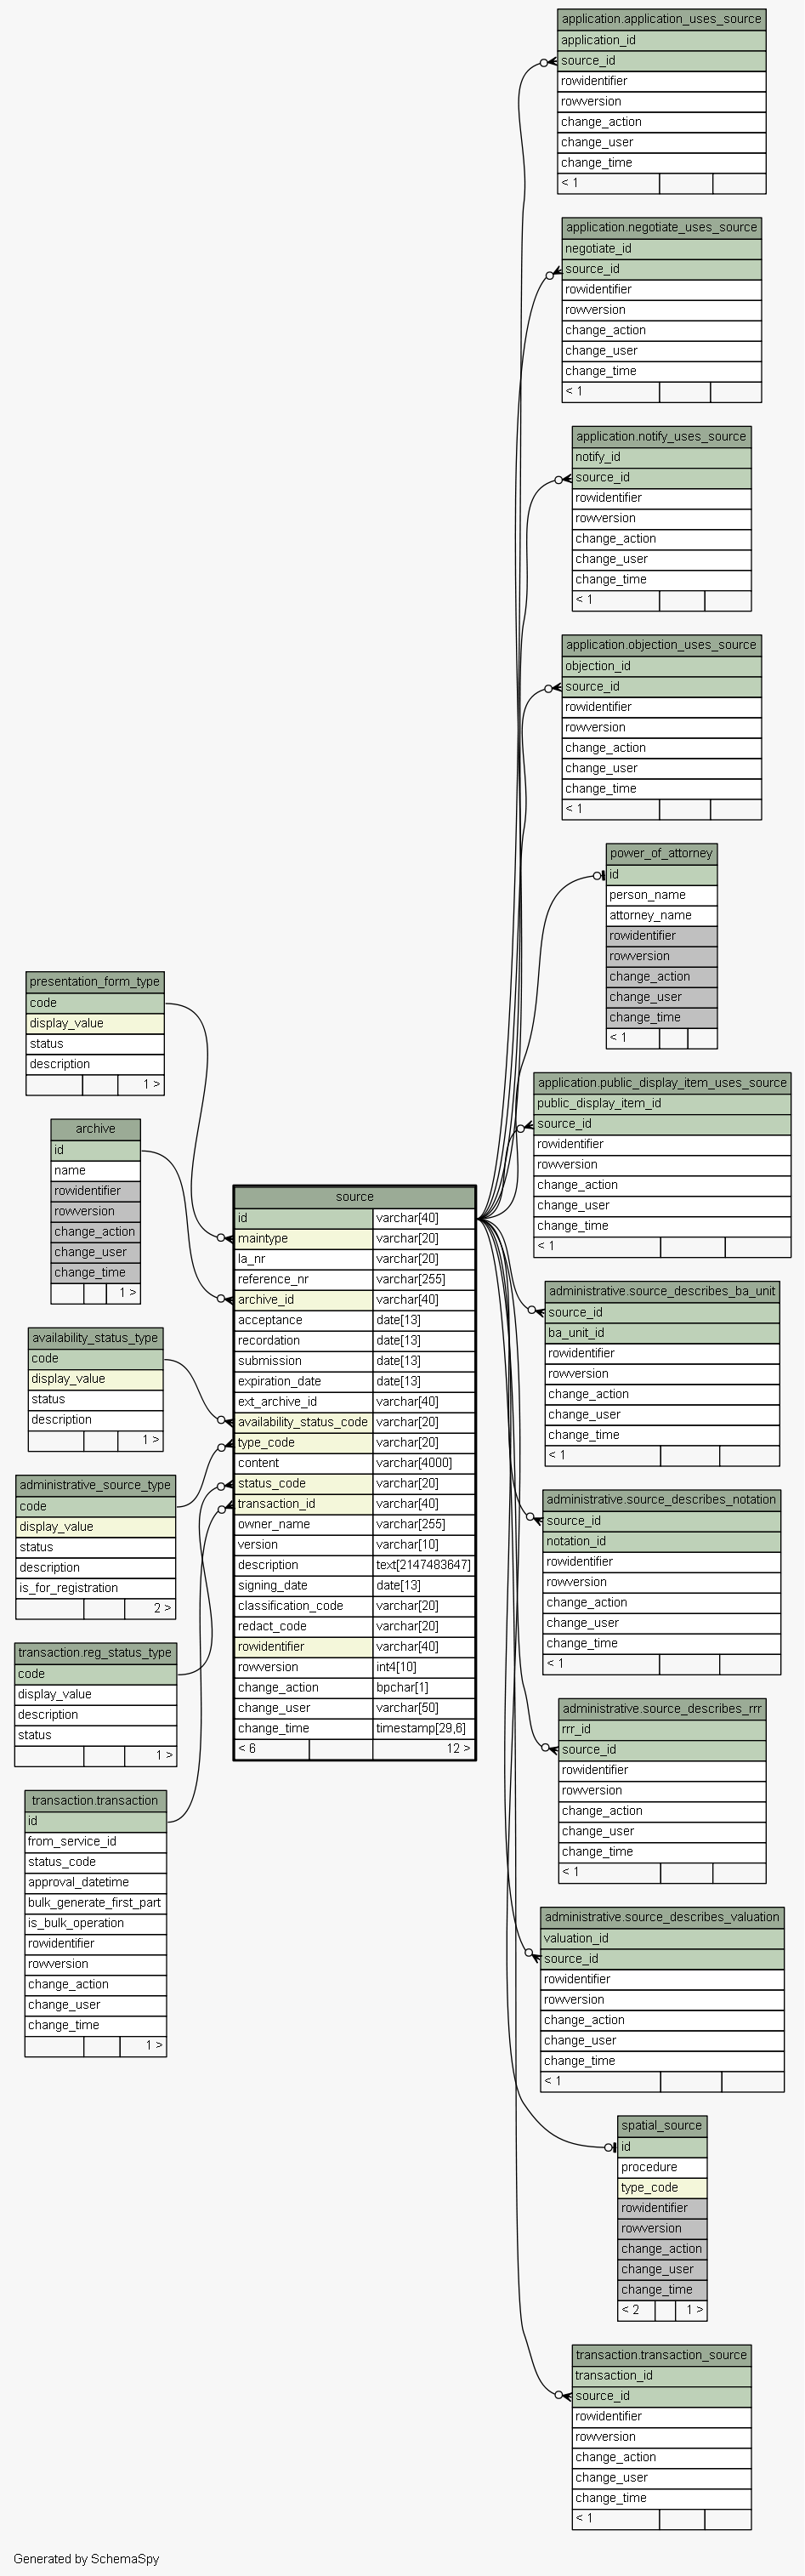 application.application_uses_source
application_id
source_id
rowidentifier
rowversion
change_action
change_user
change_time
< 1
application.negotiate_uses_source
negotiate_id
source_id
rowidentifier
rowversion
change_action
change_user
change_time
< 1
application.notify_uses_source
notify_id
source_id
rowidentifier
rowversion
change_action
change_user
change_time
< 1
application.objection_uses_source
objection_id
source_id
rowidentifier
rowversion
change_action
change_user
change_time
< 1
power_of_attorney
id
person_name
attorney_name
rowidentifier
rowversion
change_action
change_user
change_time
< 1
presentation_form_type
code
display_value
status
description
1 >
archive
id
name
rowidentifier
rowversion
change_action
change_user
change_time
1 >
availability_status_type
code
display_value
status
description
1 >
administrative_source_type
code
display_value
status
description
is_for_registration
2 >
transaction.reg_status_type
code
display_value
description
status
1 >
transaction.transaction
id
from_service_id
status_code
approval_datetime
bulk_generate_first_part
is_bulk_operation
rowidentifier
rowversion
change_action
change_user
change_time
1 >
source
id varchar[40]
maintype varchar[20]
la_nr varchar[20]
reference_nr varchar[255]
archive_id varchar[40]
acceptance date[13]
recordation date[13]
submission date[13]
expiration_date date[13]
ext_archive_id varchar[40]
availability_status_code varchar[20]
type_code varchar[20]
content varchar[4000]
status_code varchar[20]
transaction_id varchar[40]
owner_name varchar[255]
version varchar[10]
description text[2147483647]
signing_date date[13]
classification_code varchar[20]
redact_code varchar[20]
rowidentifier varchar[40]
rowversion int4[10]
change_action bpchar[1]
change_user varchar[50]
change_time timestamp[29,6]
< 6 12 >
application.public_display_item_uses_source
public_display_item_id
source_id
rowidentifier
rowversion
change_action
change_user
change_time
< 1
administrative.source_describes_ba_unit
source_id
ba_unit_id
rowidentifier
rowversion
change_action
change_user
change_time
< 1
administrative.source_describes_notation
source_id
notation_id
rowidentifier
rowversion
change_action
change_user
change_time
< 1
administrative.source_describes_rrr
rrr_id
source_id
rowidentifier
rowversion
change_action
change_user
change_time
< 1
administrative.source_describes_valuation
valuation_id
source_id
rowidentifier
rowversion
change_action
change_user
change_time
< 1
spatial_source
id
procedure
type_code
rowidentifier
rowversion
change_action
change_user
change_time
< 2 1 >
transaction.transaction_source
transaction_id
source_id
rowidentifier
rowversion
change_action
change_user
change_time
< 1
Generated by SchemaSpy